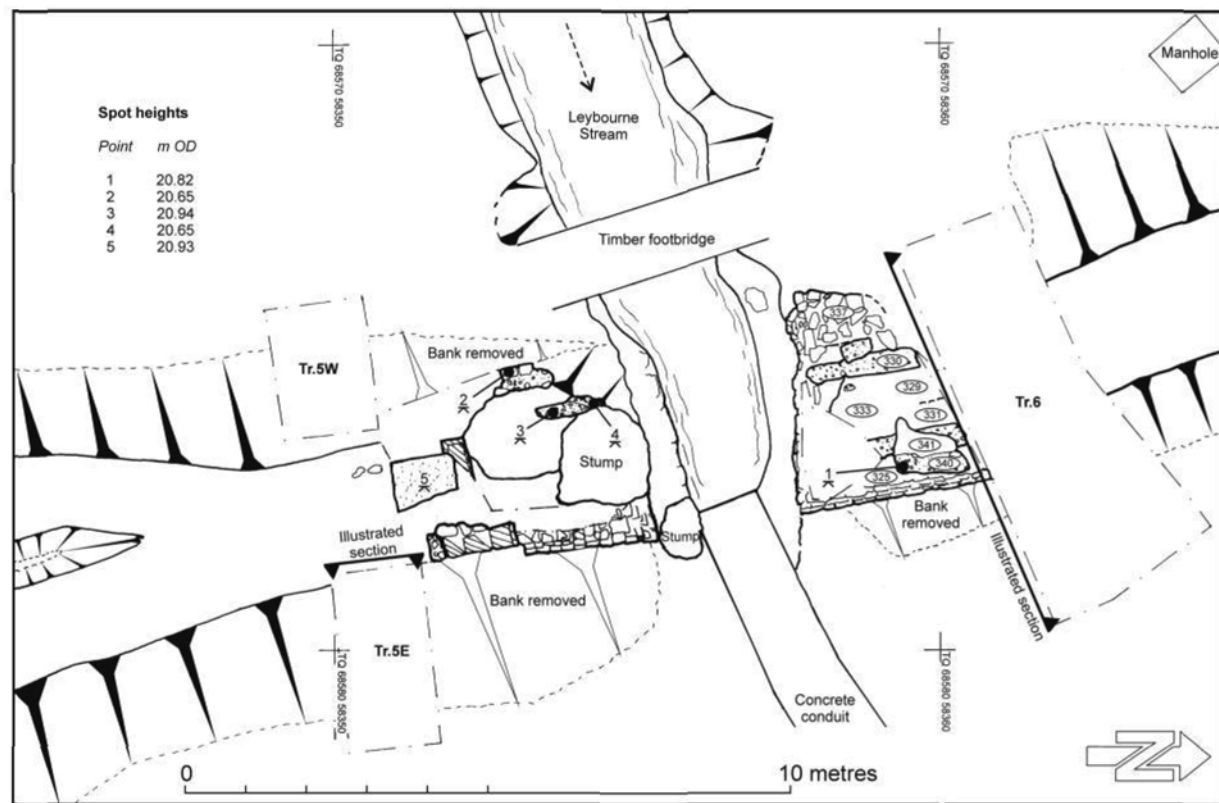 TQ 68570 58350
TQ 68570 58360
Manhole
Spot heights
Point m OD
1 20.82
2 20.65
3 20.94
4 20.65
5 20.93
Leybourne
Stream
Timber footbridge
Tr.5W
Bank removed
337
330
329
333
331
341
340
325
Tr.6
2
3
4
1
5
Stump
Stump
Illustrated
section
Bank
removed
Illustrated section
Bank removed
Tr.5E
TQ 68580 58350
TQ 68580 58360
Concrete
conduit
0 10 metres
N